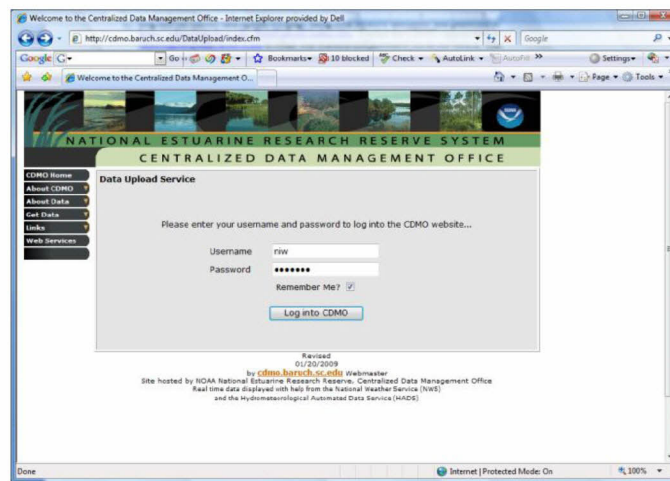 Welcome to the Centralized Data Management Office - Internet Explorer provided by Dell
http://cdmo.baruch.sc.edu/DataUpload/index.cfm
Google
Google G
Go
Bookmarks
10 blocked
Check
AutoLink
AutoFill
Settings
Welcome to the Centralized Data Management O...
Page
Tools
NATIONAL ESTUARINE RESEARCH RESERVE SYSTEM
CENTRALIZED DATA MANAGEMENT OFFICE
CDMO Home
About CDMO
About Data
Get Data
Links
Web Services
Data Upload Service
Please enter your username and password to log into the CDMO website...
Username niw
Password
Remember Me?
Log into CDMO
Revised
01/20/2009
by cdmo.baruch.sc.edu Webmaster
Site hosted by NOAA National Estuarine Research Reserve, Centralized Data Management Office
Real time data displayed with help from the National Weather Service (NWS)
and the Hydrometeorological Automated Data Service (HADS)
Done
Internet | Protected Mode: On
100%